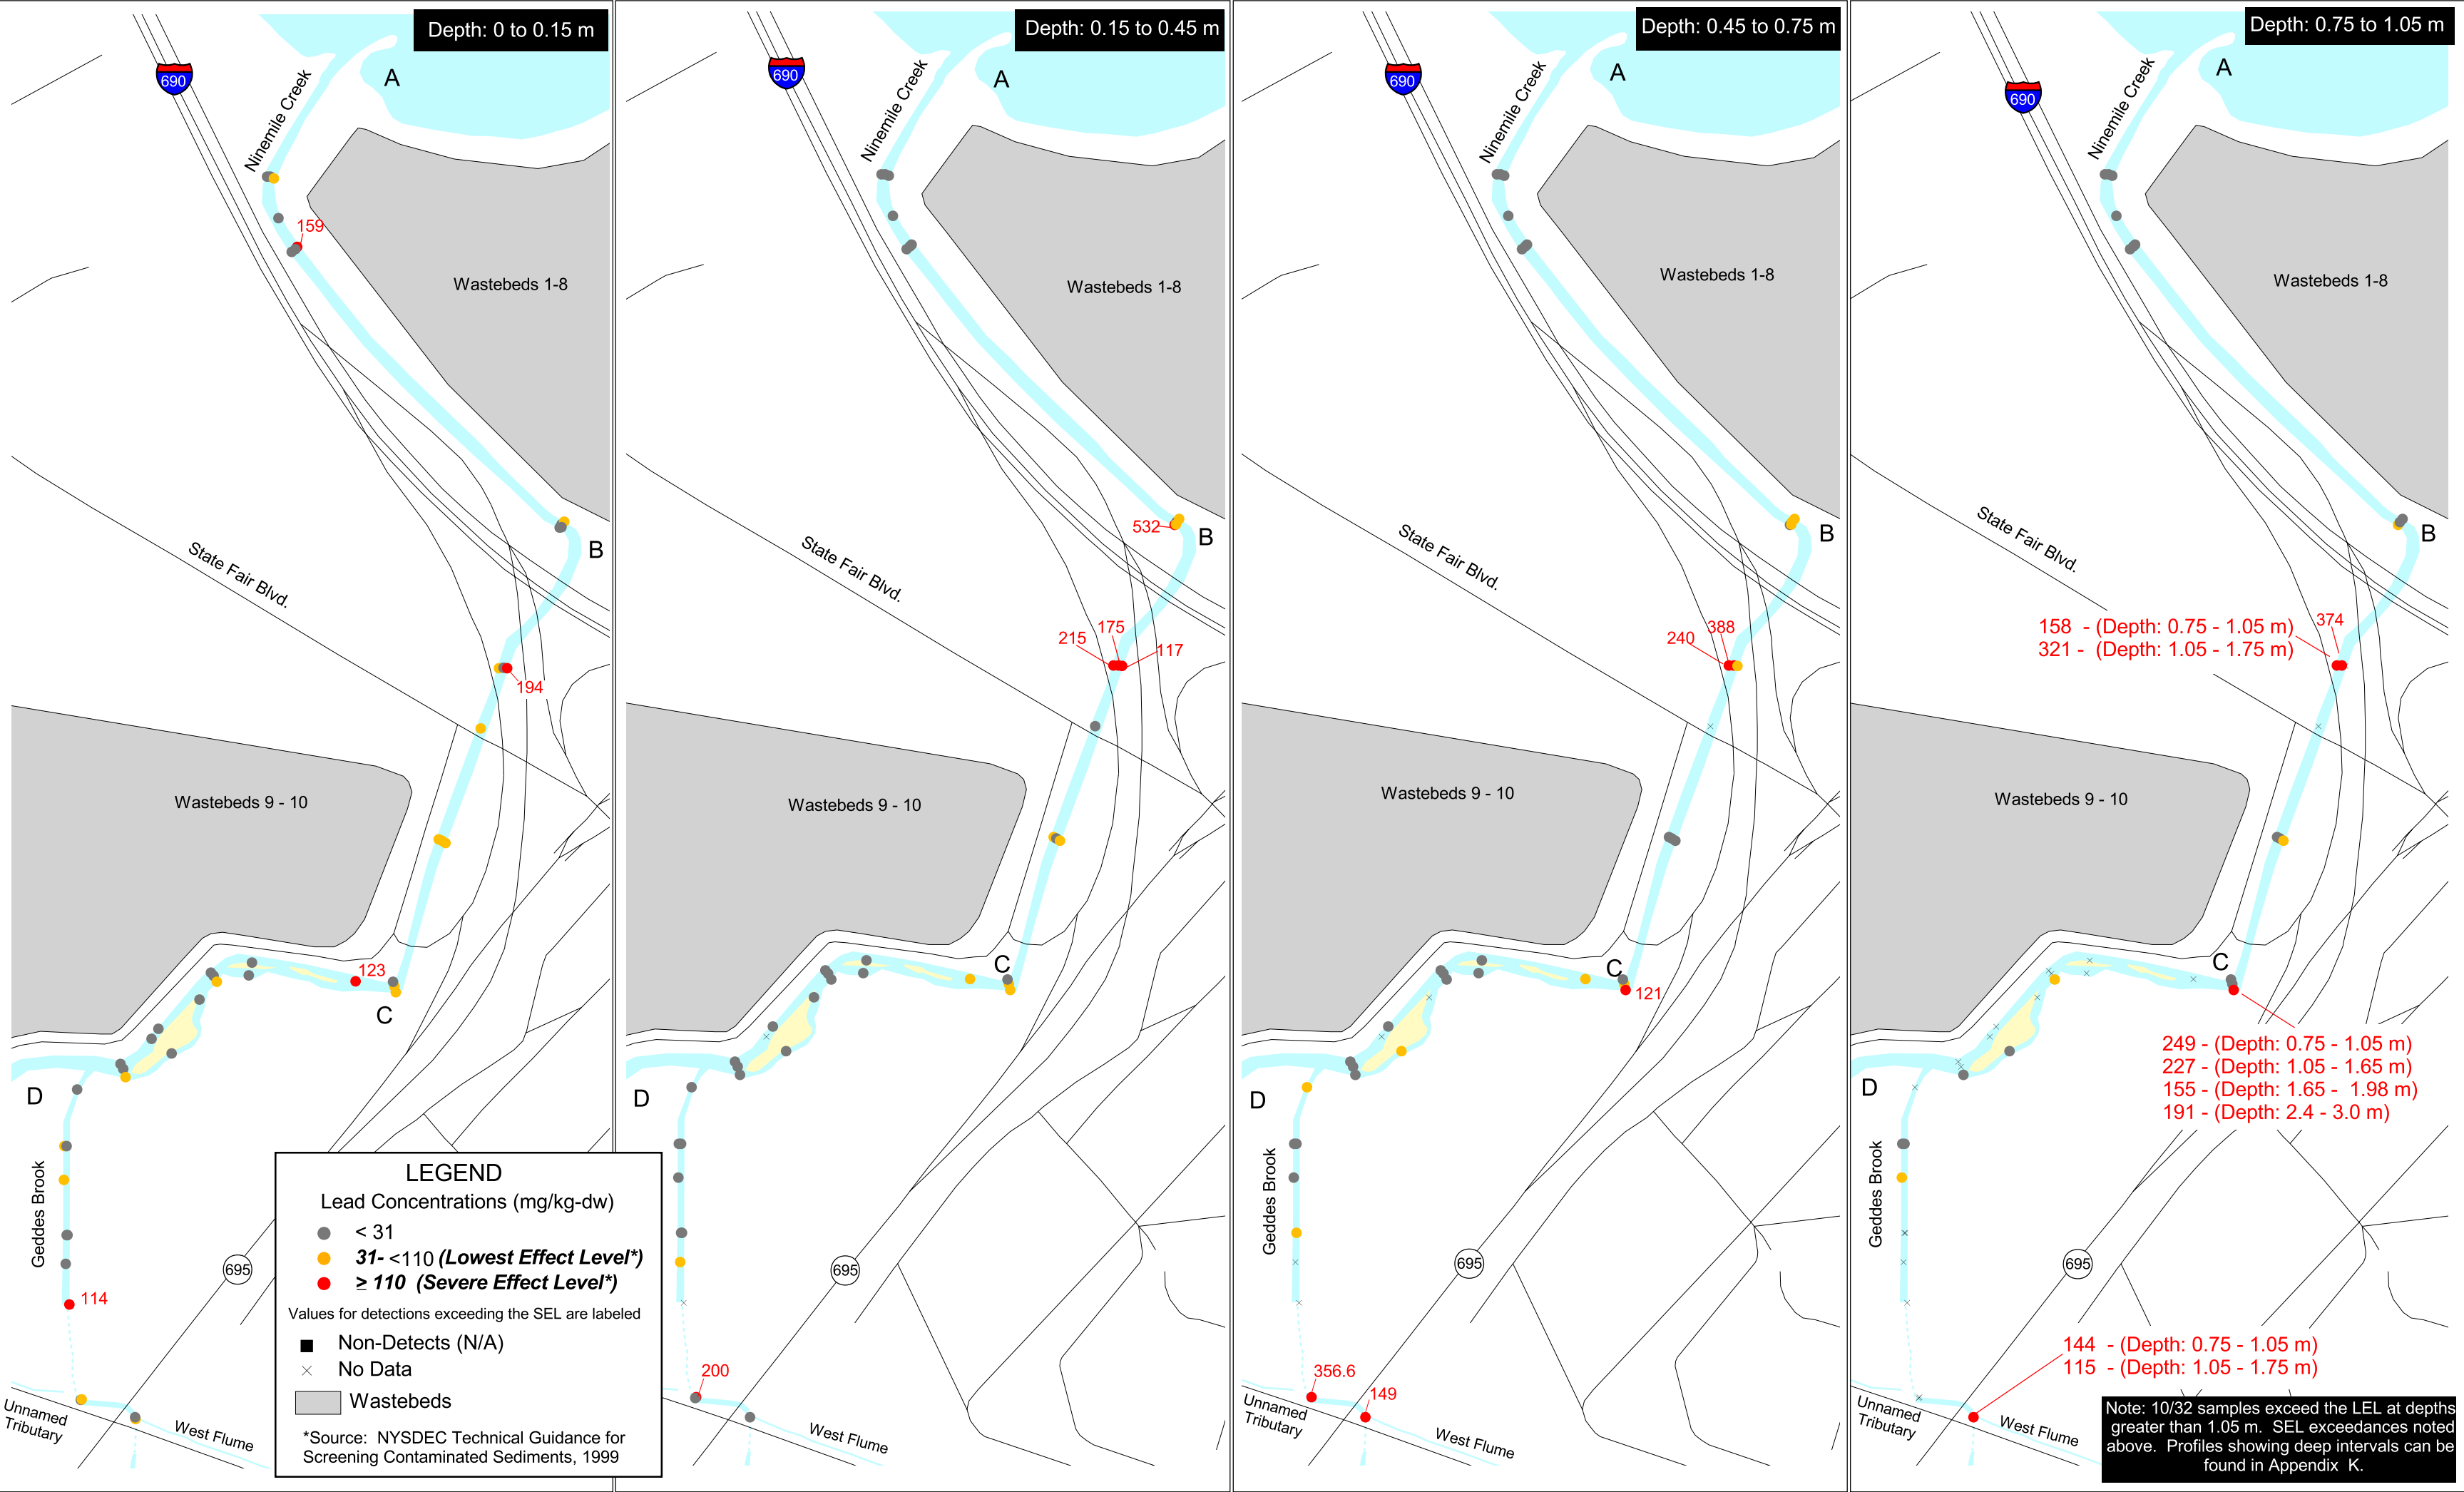 Depth: 0 to 0.15 m
690
A
Ninemile Creek
159
Wastebeds 1-8
B
State Fair Blvd.
194
Wastebeds 9 - 10
123
C
D
Geddes Brook
114
695
Unnamed
Tributary
West Flume
LEGEND
Lead Concentrations (mg/kg-dw)
< 31
31- <110 (Lowest Effect Level*)
≥ 110 (Severe Effect Level*)
Values for detections exceeding the SEL are labeled
Non-Detects (N/A)
No Data
Wastebeds
*Source: NYSDEC Technical Guidance for
Screening Contaminated Sediments, 1999
Depth: 0.15 to 0.45 m
690
A
Ninemile Creek
Wastebeds 1-8
532
B
State Fair Blvd.
175
215
117
Wastebeds 9 - 10
C
D
695
200
West Flume
Depth: 0.45 to 0.75 m
690
A
Ninemile Creek
Wastebeds 1-8
B
State Fair Blvd.
388
240
Wastebeds 9 - 10
C
121
D
Geddes Brook
695
356.6
149
Unnamed
Tributary
West Flume
Depth: 0.75 to 1.05 m
690
A
Ninemile Creek
Wastebeds 1-8
B
State Fair Blvd.
374
158 - (Depth: 0.75 - 1.05 m)
321 - (Depth: 1.05 - 1.75 m)
Wastebeds 9 - 10
C
249 - (Depth: 0.75 - 1.05 m)
227 - (Depth: 1.05 - 1.65 m)
155 - (Depth: 1.65 - 1.98 m)
191 - (Depth: 2.4 - 3.0 m)
D
Geddes Brook
695
144 - (Depth: 0.75 - 1.05 m)
115 - (Depth: 1.05 - 1.75 m)
Unnamed
Tributary
West Flume
Note: 10/32 samples exceed the LEL at depths
greater than 1.05 m. SEL exceedances noted
above. Profiles showing deep intervals can be
found in Appendix K.